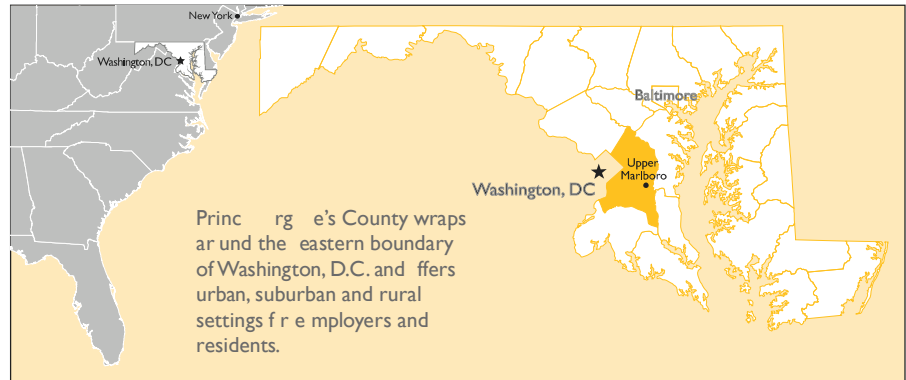 New York
Washington, DC
Baltimore
Upper
Marlboro
Washington, DC
Princ rg e's County wraps
ar und the eastern boundary
of Washington, D.C. and ffers
urban, suburban and rural
settings f r e mployers and
residents.